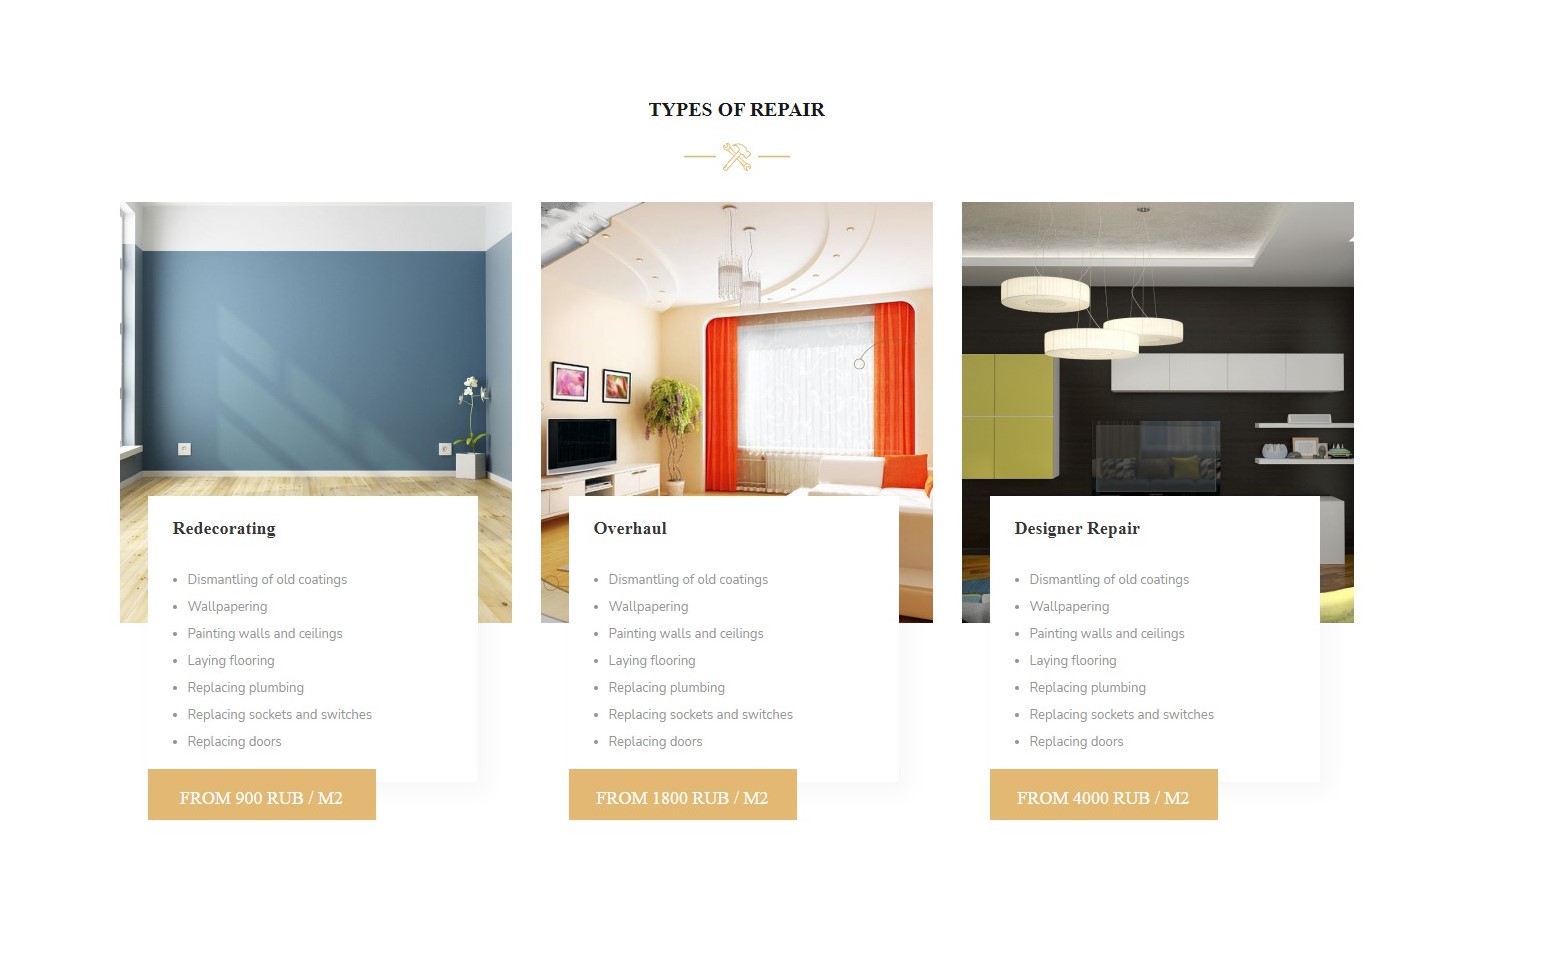 TYPES OF REPAIR
Redecorating
Dismantling of old coatings
Wallpapering
Painting walls and ceilings
Laying flooring
Replacing plumbing
Replacing sockets and switches
Replacing doors
FROM 900 RUB / M2
Overhaul
Dismantling of old coatings
Wallpapering
Painting walls and ceilings
Laying flooring
Replacing plumbing
Replacing sockets and switches
Replacing doors
FROM 1800 RUB / M2
Designer Repair
Dismantling of old coatings
Wallpapering
Painting walls and ceilings
Laying flooring
Replacing plumbing
Replacing sockets and switches
Replacing doors
FROM 4000 RUB / M2